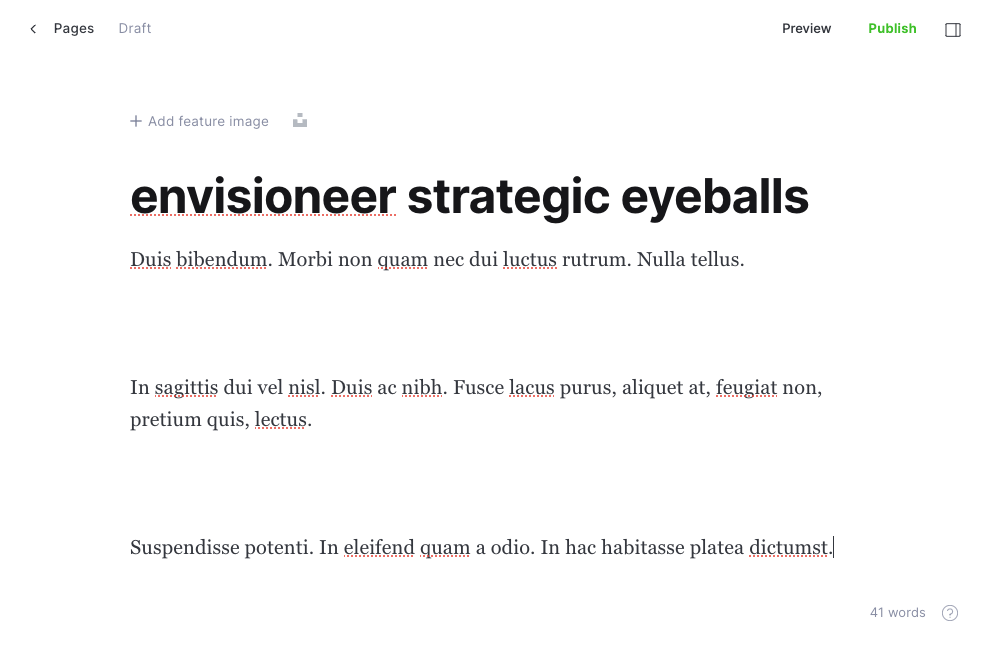 Pages Draft Preview Publish
Add feature image
envisioneer strategic eyeballs
Duis bibendum. Morbi non quam nec dui luctus rutrum. Nulla tellus.
In sagittis dui vel nisl. Duis ac nibh. Fusce lacus purus, aliquet at, feugiat non,
pretium quis, lectus.
Suspendisse potenti. In eleifend quam a odio. In hac habitasse platea dictumst.
41 words